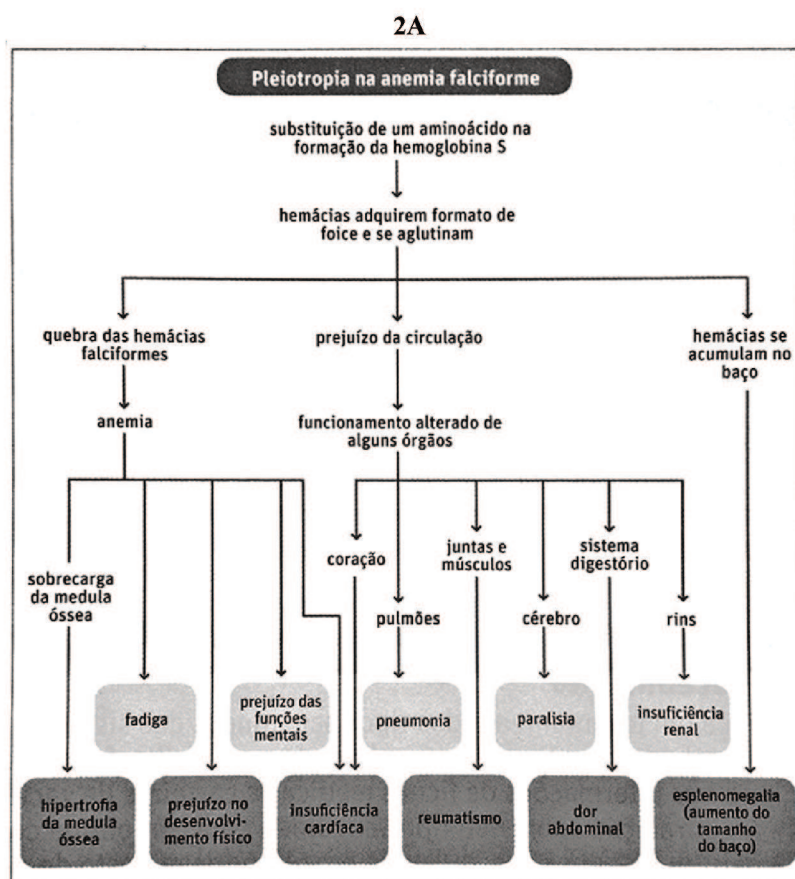 2A
Pleiotropia na anemia falciforme
substituição de um aminoácido na
formação da hemoglobina S
hemácias adquirem formato de
foice e se aglutinam
quebra das hemácias
falciformes
prejuízo da circulação
hemácias se
acumulam no
baço
anemia
funcionamento alterado de
alguns órgãos
sobrecarga
da medula
óssea
coração
juntas e
músculos
sistema
digestório
pulmões
cérebro
rins
fadiga
prejuízo das
funções
mentais
pneumonia
paralisia
insuficiência
renal
hipertrofia
da medula
óssea
prejuízo no
desenvolvi-
mento físico
insuficiência
cardíaca
reumatismo
dor
abdominal
esplenomegalia
(aumento do
tamanho
do baço)